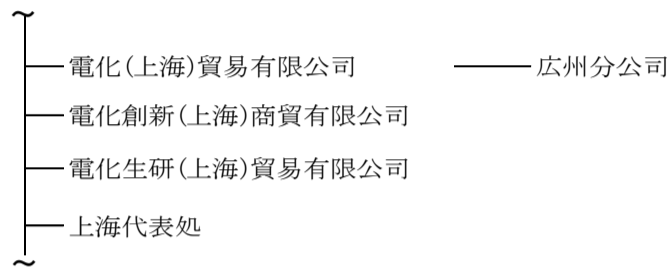 電化(上海)貿易有限公司 広州分公司
電化創新(上海)商貿有限公司
電化生研(上海)貿易有限公司
上海代表処